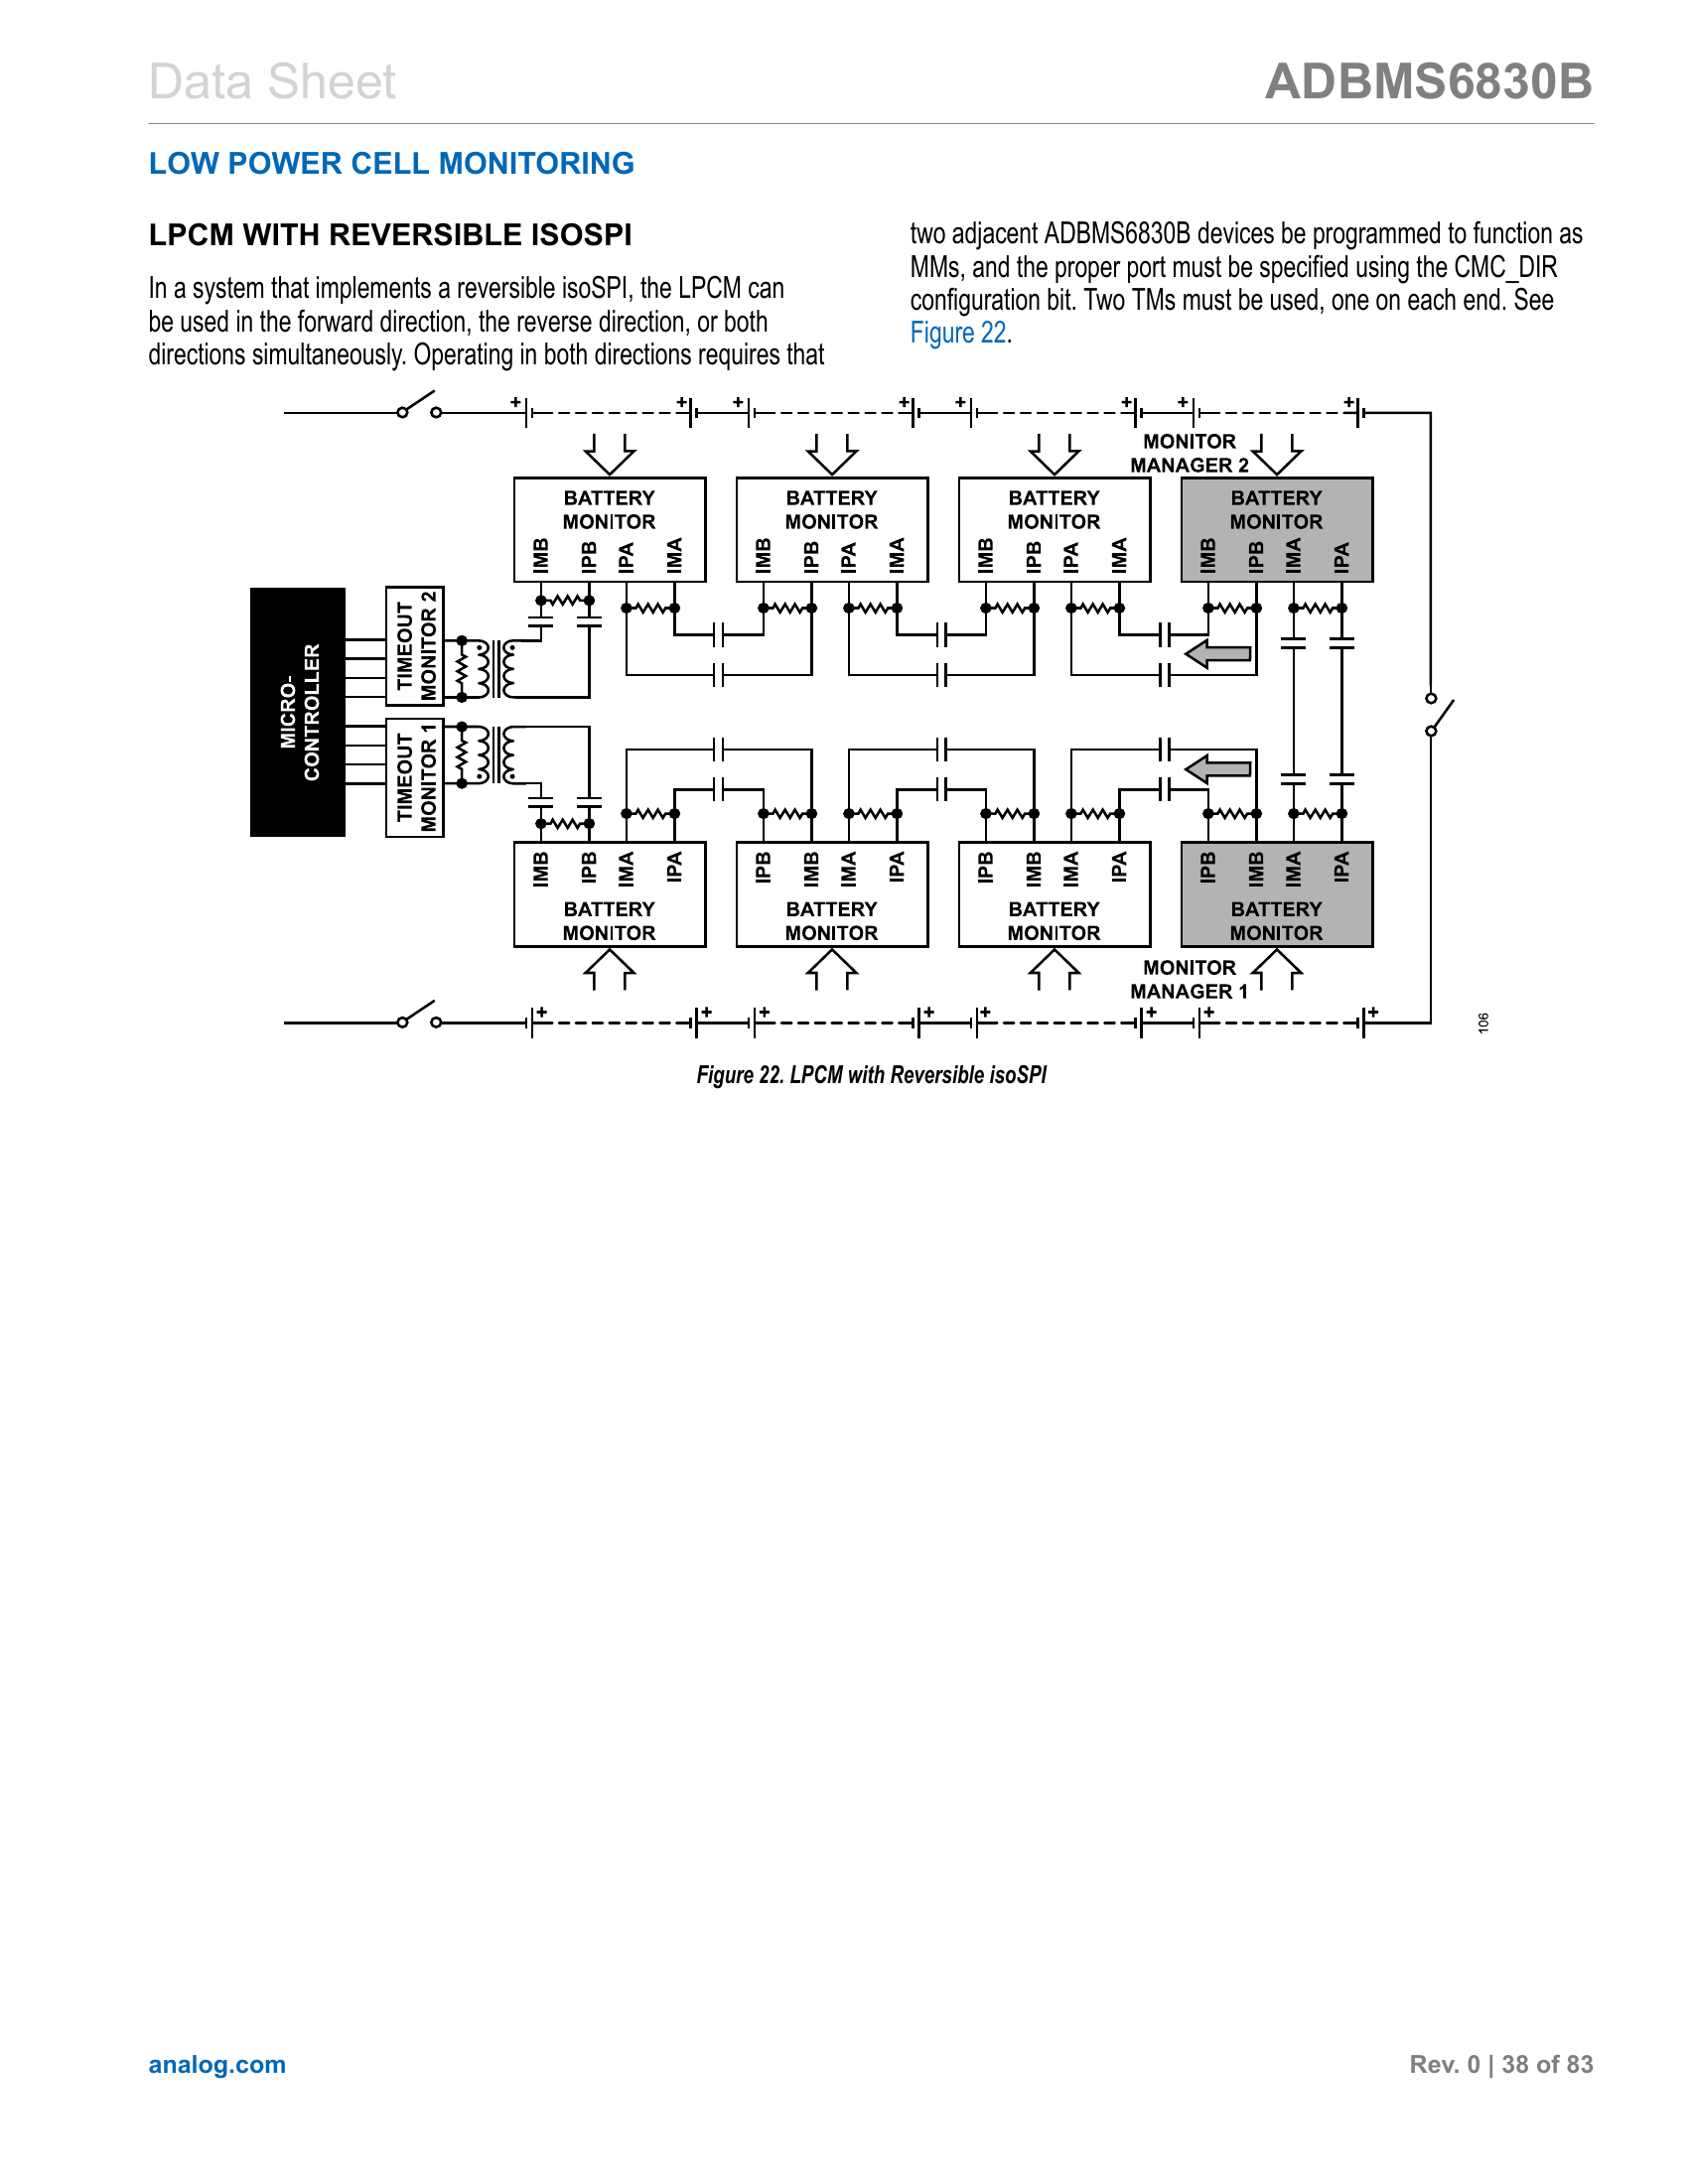 Data Sheet
ADBMS6830B
LOW POWER CELL MONITORING
LPCM WITH REVERSIBLE ISOSPI
In a system that implements a reversible isoSPI, the LPCM can
be used in the forward direction, the reverse direction, or both
directions simultaneously. Operating in both directions requires that
two adjacent ADBMS6830B devices be programmed to function as
MMs, and the proper port must be specified using the CMC_DIR
configuration bit. Two TMs must be used, one on each end. See
Figure 22.
+ + + + + + + +
MONITOR
MANAGER 2
BATTERY
MONITOR
IMB IPB IPA IMA
BATTERY
MONITOR
IMB IPB IPA IMA
BATTERY
MONITOR
IMB IPB IPA IMA
BATTERY
MONITOR
IMB IPB IMA IPA
MICRO-
CONTROLLER
TIMEOUT
MONITOR 2
TIMEOUT
MONITOR 1
IMB IPB IMA IPA
BATTERY
MONITOR
IPB IMB IMA IPA
BATTERY
MONITOR
IPB IMB IMA IPA
BATTERY
MONITOR
IPB IMB IMA IPA
BATTERY
MONITOR
MONITOR
MANAGER 1
+ + + + + + + +
106
Figure 22. LPCM with Reversible isoSPI
analog.com
Rev. 0 | 38 of 83